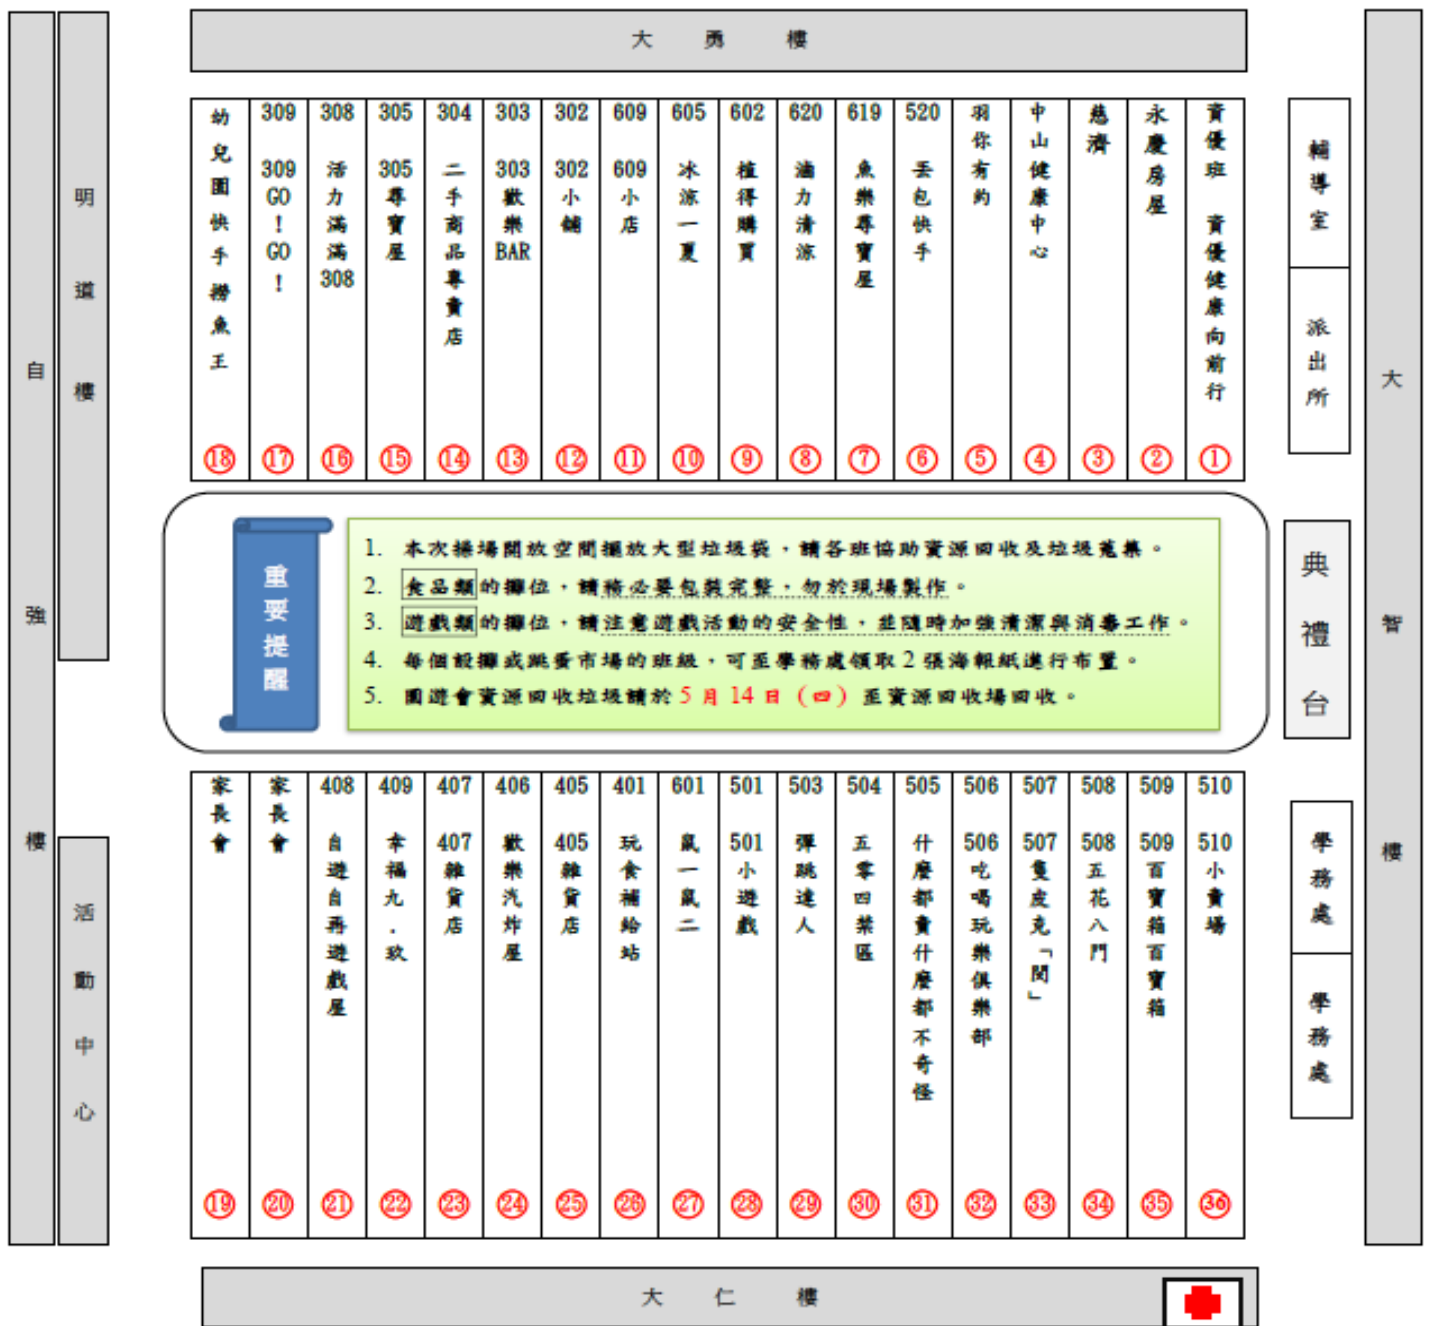 大勇樓
自強樓
明道樓
幼兒園快手撈魚王 ⑱
309 309 GO！GO！ ⑰
308 活力滿滿308 ⑯
305 305尋寶屋 ⑮
304 二手商品專賣店 ⑭
303 303歡樂BAR ⑬
302 302小舖 ⑫
609 609小店 ⑪
605 冰涼一夏 ⑩
602 植得購買 ⑨
620 滷力清涼 ⑧
619 魚樂尋寶屋 ⑦
520 丟包快手 ⑥
羽你有約 ⑤
中山健康中心 ④
慈濟 ③
永慶房屋 ②
資優班 資優健康向前行 ①
輔導室
派出所
大智樓
重要提醒
1. 本次操場開放空間擺放大型垃圾袋，請各班協助資源回收及垃圾蒐集。
2. 食品類的攤位，請務必要包裝完整，勿於現場製作。
3. 遊戲類的攤位，請注意遊戲活動的安全性，並隨時加強清潔與消毒工作。
4. 每個設攤或跳蚤市場的班級，可至學務處領取2張海報紙進行布置。
5. 園遊會資源回收垃圾請於5月14日（四）至資源回收場回收。
典禮台
活動中心
家長會 ⑲
家長會 ⑳
408 自遊自再遊戲屋 ㉑
409 幸福九．玖 ㉒
407 407雜貨店 ㉓
406 歡樂汽炸屋 ㉔
405 405雜貨店 ㉕
401 玩食補給站 ㉖
601 鼠一鼠二 ㉗
501 501小遊戲 ㉘
503 彈跳達人 ㉙
504 五零四禁區 ㉚
505 什麼都賣什麼都不奇怪 ㉛
506 506吃喝玩樂俱樂部 ㉜
507 507隻皮克「閱」 ㉝
508 508五花八門 ㉞
509 509百寶箱百寶箱 ㉟
510 510小賣場 ㊱
學務處
學務處
大仁樓